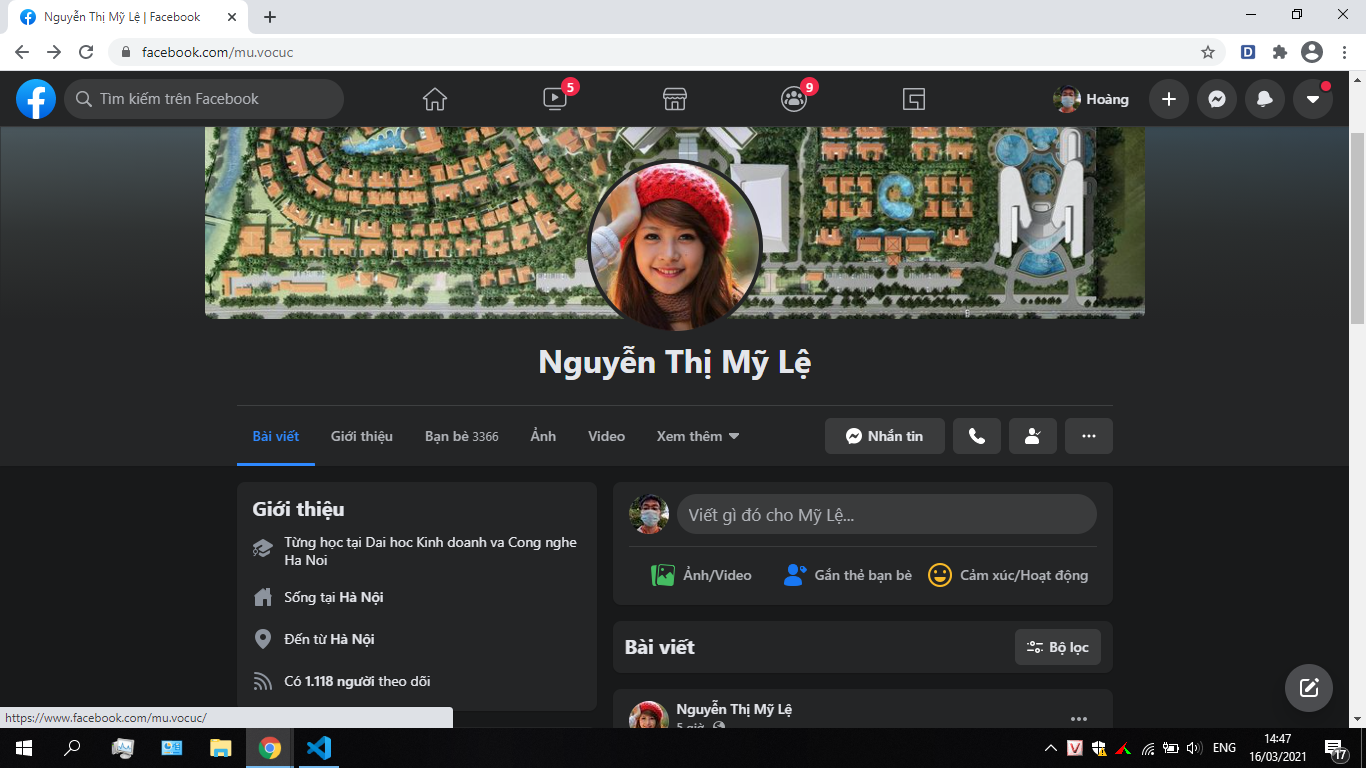 Nguyễn Thị Mỹ Lệ | Facebook
facebook.com/mu.vocuc
Tìm kiếm trên Facebook
5
9
Hoàng
Nguyễn Thị Mỹ Lệ
Bài viết
Giới thiệu
Bạn bè 3366
Ảnh
Video
Xem thêm
Nhắn tin
Giới thiệu
Từng học tại Dai hoc Kinh doanh va Cong nghe
Ha Noi
Sống tại Hà Nội
Đến từ Hà Nội
Có 1.118 người theo dõi
Viết gì đó cho Mỹ Lệ...
Ảnh/Video
Gắn thẻ bạn bè
Cảm xúc/Hoạt động
Bài viết
Bộ lọc
Nguyễn Thị Mỹ Lệ
5 giờ
https://www.facebook.com/mu.vocuc/
ENG
14:47
16/03/2021
17